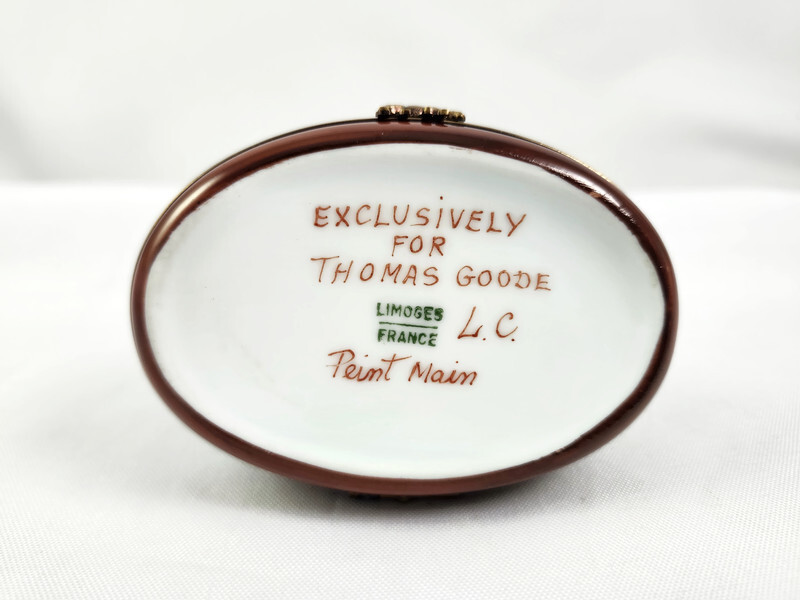 EXCLUSIVELY
FOR
THOMAS GOODE
LIMOGES
FRANCE
L.C.
Peint Main